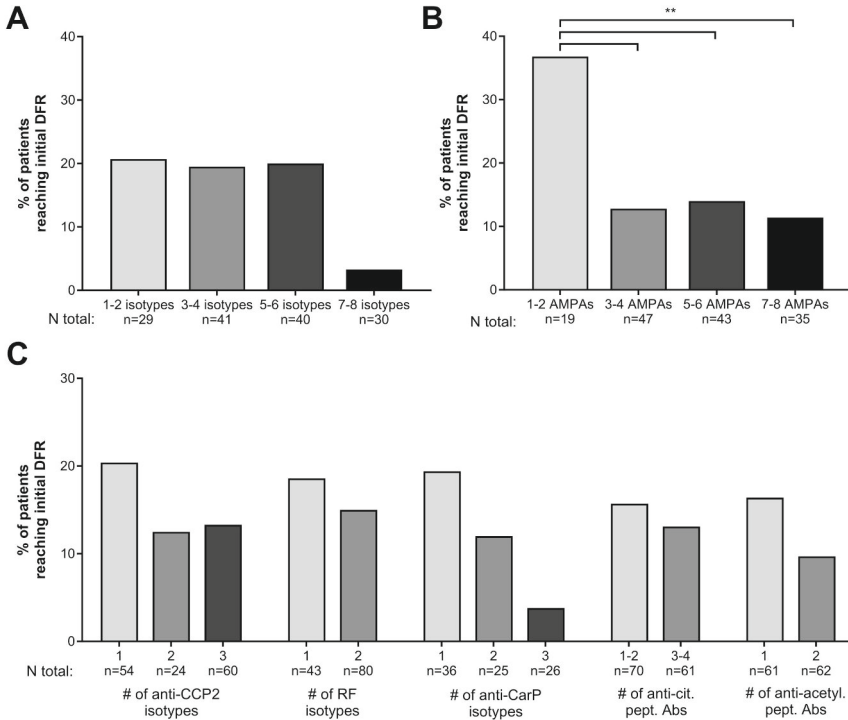 A
% of patients
reaching initial DFR
40
30
20
10
0
1-2 isotypes 3-4 isotypes 5-6 isotypes 7-8 isotypes
N total: n=29 n=41 n=40 n=30
B
**
% of patients
reaching initial DFR
40
30
20
10
0
1-2 AMPAs 3-4 AMPAs 5-6 AMPAs 7-8 AMPAs
N total: n=19 n=47 n=43 n=35
C
% of patients
reaching initial DFR
30
20
10
0
1 2 3 1 2 1 2 3 1-2 3-4 1 2
N total: n=54 n=24 n=60 n=43 n=80 n=36 n=25 n=26 n=70 n=61 n=61 n=62
# of anti-CCP2 # of RF # of anti-CarP # of anti-cit. # of anti-acetyl.
isotypes isotypes isotypes pept. Abs pept. Abs